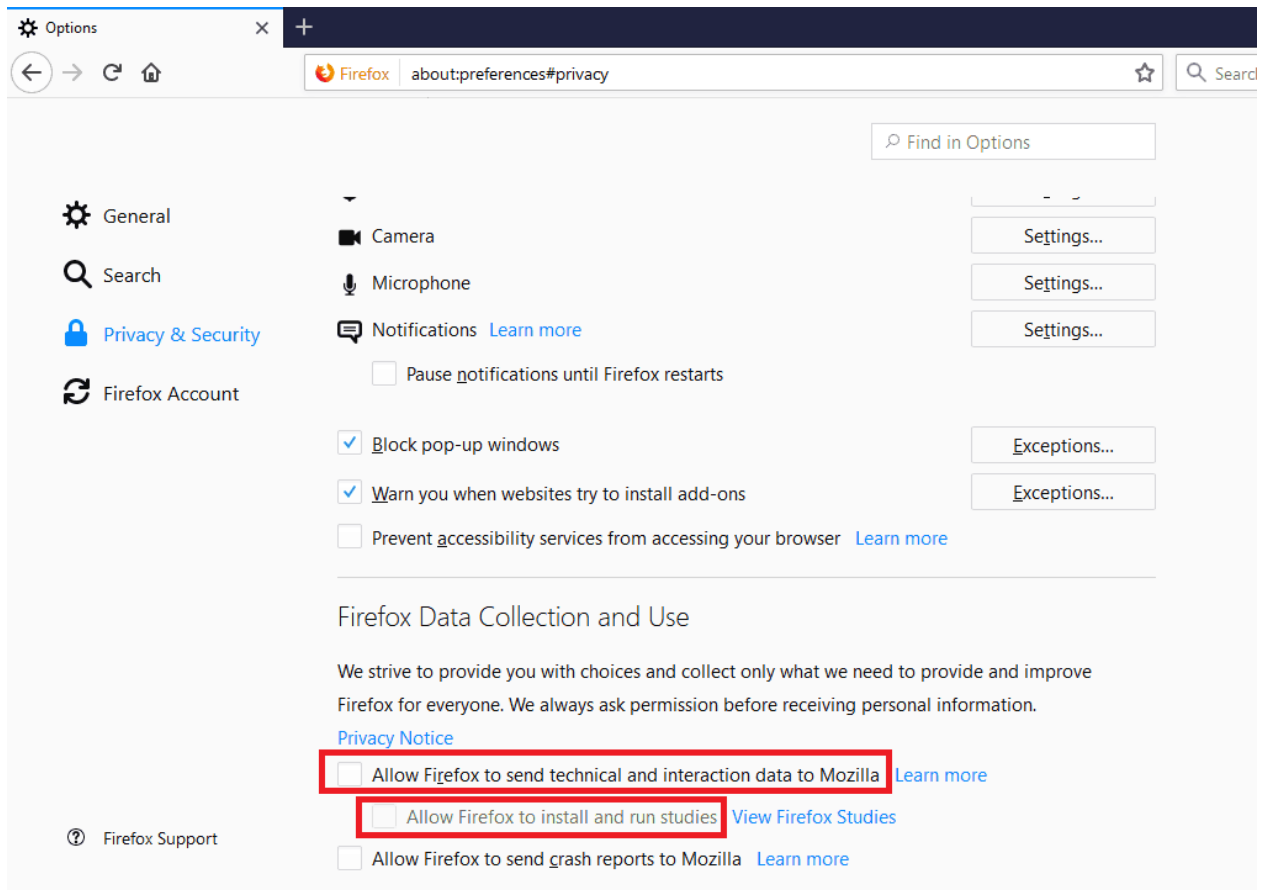 Options
Firefox about:preferences#privacy
Find in Options
General
Search
Privacy & Security
Firefox Account
Camera Settings...
Microphone Settings...
Notifications Learn more Settings...
Pause notifications until Firefox restarts
Block pop-up windows Exceptions...
Warn you when websites try to install add-ons Exceptions...
Prevent accessibility services from accessing your browser Learn more
Firefox Data Collection and Use
We strive to provide you with choices and collect only what we need to provide and improve
Firefox for everyone. We always ask permission before receiving personal information.
Privacy Notice
Allow Firefox to send technical and interaction data to Mozilla Learn more
Allow Firefox to install and run studies View Firefox Studies
Allow Firefox to send crash reports to Mozilla Learn more
Firefox Support